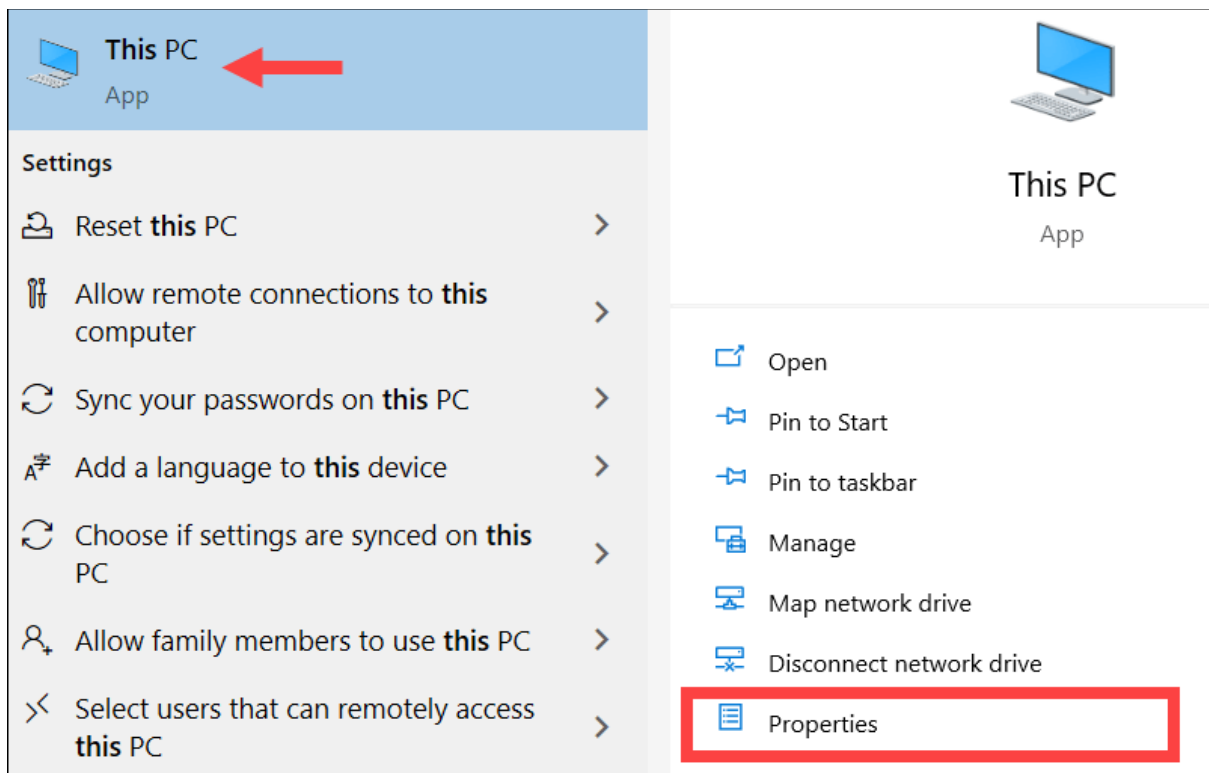 This PC
App
Settings
Reset this PC
Allow remote connections to this
computer
Sync your passwords on this PC
Add a language to this device
Choose if settings are synced on this
PC
Allow family members to use this PC
Select users that can remotely access
this PC
This PC
App
Open
Pin to Start
Pin to taskbar
Manage
Map network drive
Disconnect network drive
Properties